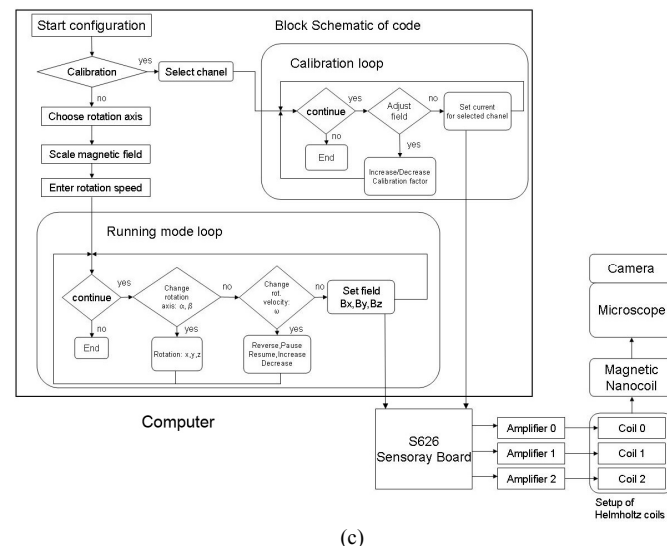 Start configuration
Block Schematic of code
Calibration
yes
Select chanel
no
Choose rotation axis
Scale magnetic field
Enter rotation speed
Calibration loop
continue
yes
Adjust
field
no
Set current
for selected chanel
no
End
yes
Increase/Decrease
Calibration factor
Running mode loop
continue
yes
Change
rotation
axis: α, β
no
Change
rot.
velocity:
ω
no
Set field
Bx,By,Bz
no
End
yes
Rotation: x,y,z
yes
Reverse,Pause
Resume,Increase
Decrease
Computer
Camera
Microscope
Magnetic
Nanocoil
S626
Sensoray Board
Amplifier 0
Coil 0
Amplifier 1
Coil 1
Amplifier 2
Coil 2
Setup of
Helmholtz coils
(c)